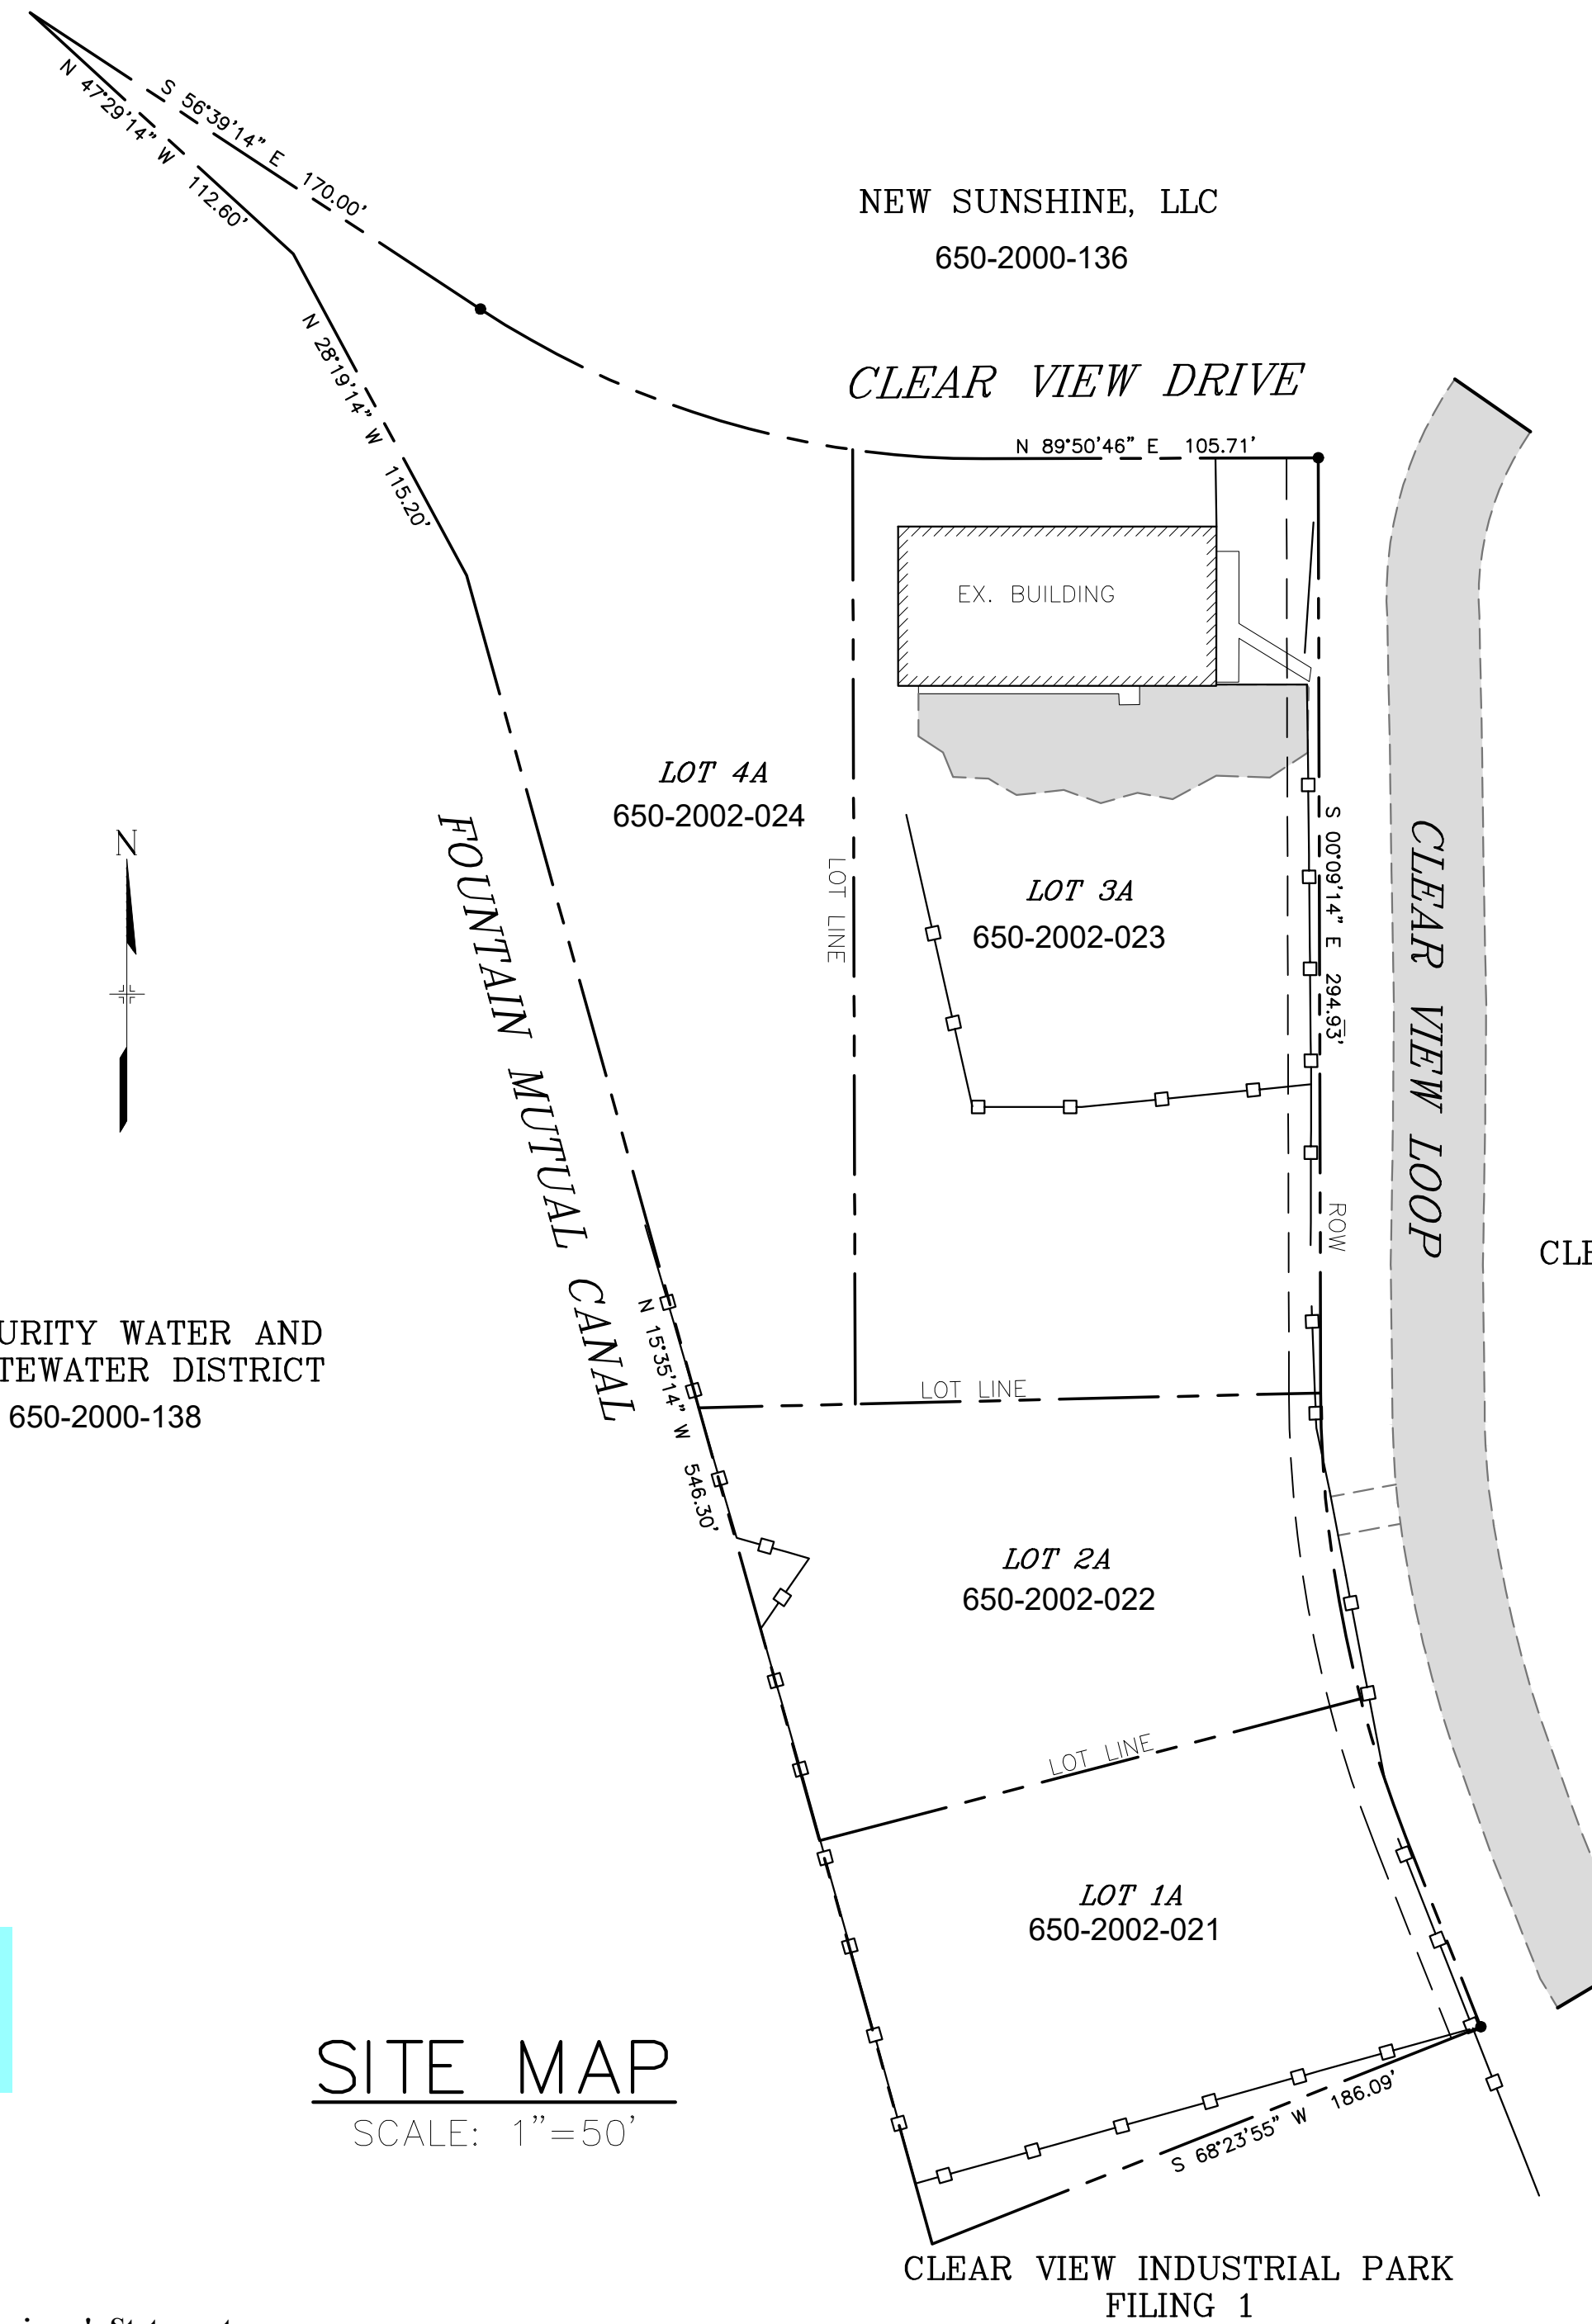 N 47°29'14" W 112.60'
S 56°39'14" E 170.00'
NEW SUNSHINE, LLC
650-2000-136
CLEAR VIEW DRIVE
N 89°50'46" E 105.71'
N 28°19'14" W 115.20'
EX. BUILDING
LOT 4A
650-2002-024
LOT LINE
LOT 3A
650-2002-023
S 00°09'14" E 294.93'
CLEAR VIEW LOOP
N
FOUNTAIN MUTUAL CANAL
ROW
CLE
URITY WATER AND
TEWATER DISTRICT
650-2000-138
N 15°35'14" W 546.30'
LOT LINE
LOT 2A
650-2002-022
LOT LINE
LOT 1A
650-2002-021
SITE MAP
SCALE: 1"=50'
S 68°23'55" W 186.09'
CLEAR VIEW INDUSTRIAL PARK
FILING 1